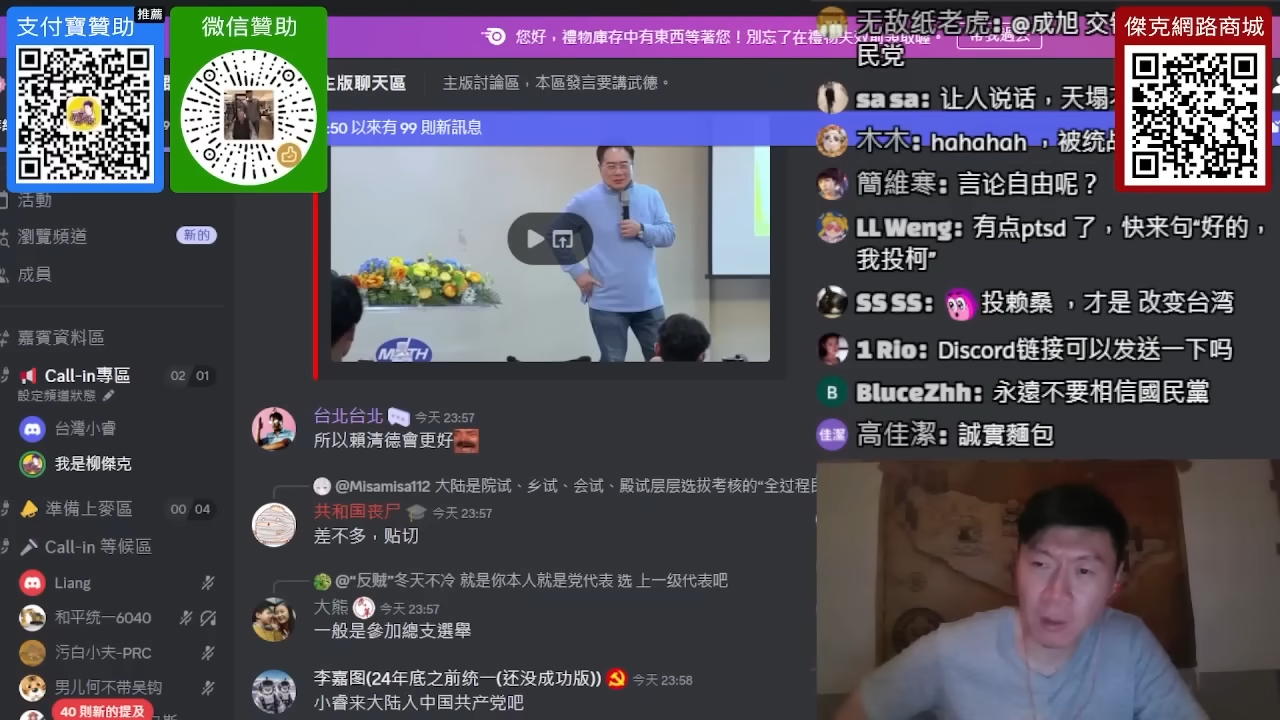 支付寶贊助
推薦
微信贊助
傑克網路商城
您好，禮物庫存中有東西等著您！別忘了在禮物失效前領取喔。
主版聊天區
主版討論區，本區發言要講武德。
:50 以來有 99 則新訊息
活動
瀏覽頻道
新的
成員
嘉賓資料區
Call-in專區
02 01
設定頻道狀態
台灣小睿
我是柳傑克
準備上麥區
00 04
Call-in 等候區
Liang
和平统一6040
污白小夫-PRC
男儿何不带吴钩
40 則新的提及
MATH
台北台北 今天 23:57
所以賴清德會更好
@Misamisa112 大陆是院试、乡试、会试、殿试层层选拔考核的“全过程民
共和国丧尸 今天 23:57
差不多，贴切
@“反贼”冬天不冷 就是你本人就是党代表 选 上一级代表吧
大熊 今天 23:57
一般是參加總支選舉
李嘉图(24年底之前统一(还没成功版)) 今天 23:58
小睿来大陆入中国共产党吧
无敌纸老虎: @成旭 交
民党
sa sa: 让人说话，天塌
木木: hahahah ，被统
簡維寒: 言论自由呢？
LL Weng: 有点ptsd 了，快来句“好的，
我投柯”
SS SS: 投赖桑 ，才是 改变台湾
1 Rio: Discord链接可以发送一下吗
B
BluceZhh: 永遠不要相信國民黨
佳潔
高佳潔: 誠實麵包